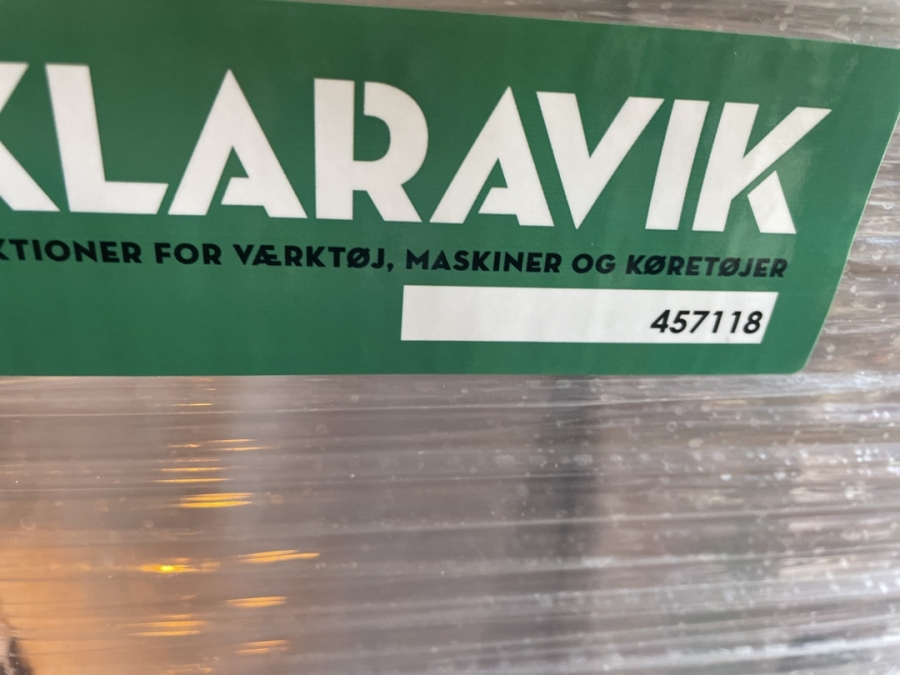 KLARAVIK
KTIONER FOR VÆRKTØJ, MASKINER OG KØRETØJER
457118